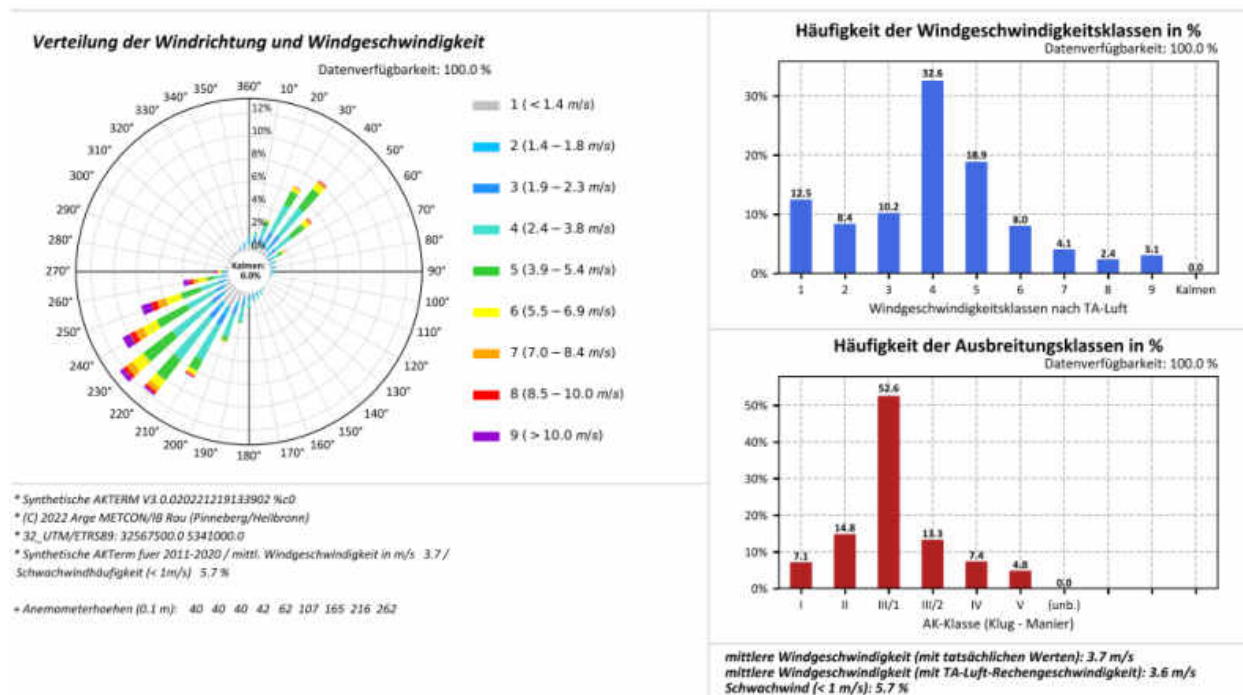 Verteilung der Windrichtung und Windgeschwindigkeit
Datenverfügbarkeit: 100.0 %
360°
10°
20°
30°
40°
50°
60°
70°
80°
90°
100°
110°
120°
130°
140°
150°
160°
170°
180°
190°
200°
210°
220°
230°
240°
250°
260°
270°
280°
290°
300°
310°
320°
330°
340°
350°
12%
10%
8%
6%
4%
2%
0%
Kalmen:
6.0%
1 ( < 1.4 m/s)
2 (1.4 – 1.8 m/s)
3 (1.9 – 2.3 m/s)
4 (2.4 – 3.8 m/s)
5 (3.9 – 5.4 m/s)
6 (5.5 – 6.9 m/s)
7 (7.0 – 8.4 m/s)
8 (8.5 – 10.0 m/s)
9 ( > 10.0 m/s)
* Synthetische AKTERM V3.0.020221219133902 %c0
* (C) 2022 Arge METCON/IB Rau (Pinneberg/Heilbronn)
* 32_UTM/ETRS89: 32567500.0 5341000.0
* Synthetische AKTerm fuer 2011-2020 / mittl. Windgeschwindigkeit in m/s 3.7 /
Schwachwindhäufigkeit (< 1m/s) 5.7 %
+ Anemometerhoehen (0.1 m): 40 40 40 42 62 107 165 216 262
Häufigkeit der Windgeschwindigkeitsklassen in %
Datenverfügbarkeit: 100.0 %
30%
20%
10%
0%
12.5
8.4
10.2
32.6
18.9
8.0
4.1
2.4
3.1
0.0
1 2 3 4 5 6 7 8 9 Kalmen
Windgeschwindigkeitsklassen nach TA-Luft
Häufigkeit der Ausbreitungsklassen in %
Datenverfügbarkeit: 100.0 %
50%
40%
30%
20%
10%
0%
7.1
14.8
52.6
13.3
7.4
4.8
0.0
I II III/1 III/2 IV V (unb.)
AK-Klasse (Klug - Manier)
mittlere Windgeschwindigkeit (mit tatsächlichen Werten): 3.7 m/s
mittlere Windgeschwindigkeit (mit TA-Luft-Rechengeschwindigkeit): 3.6 m/s
Schwachwind (< 1 m/s): 5.7 %